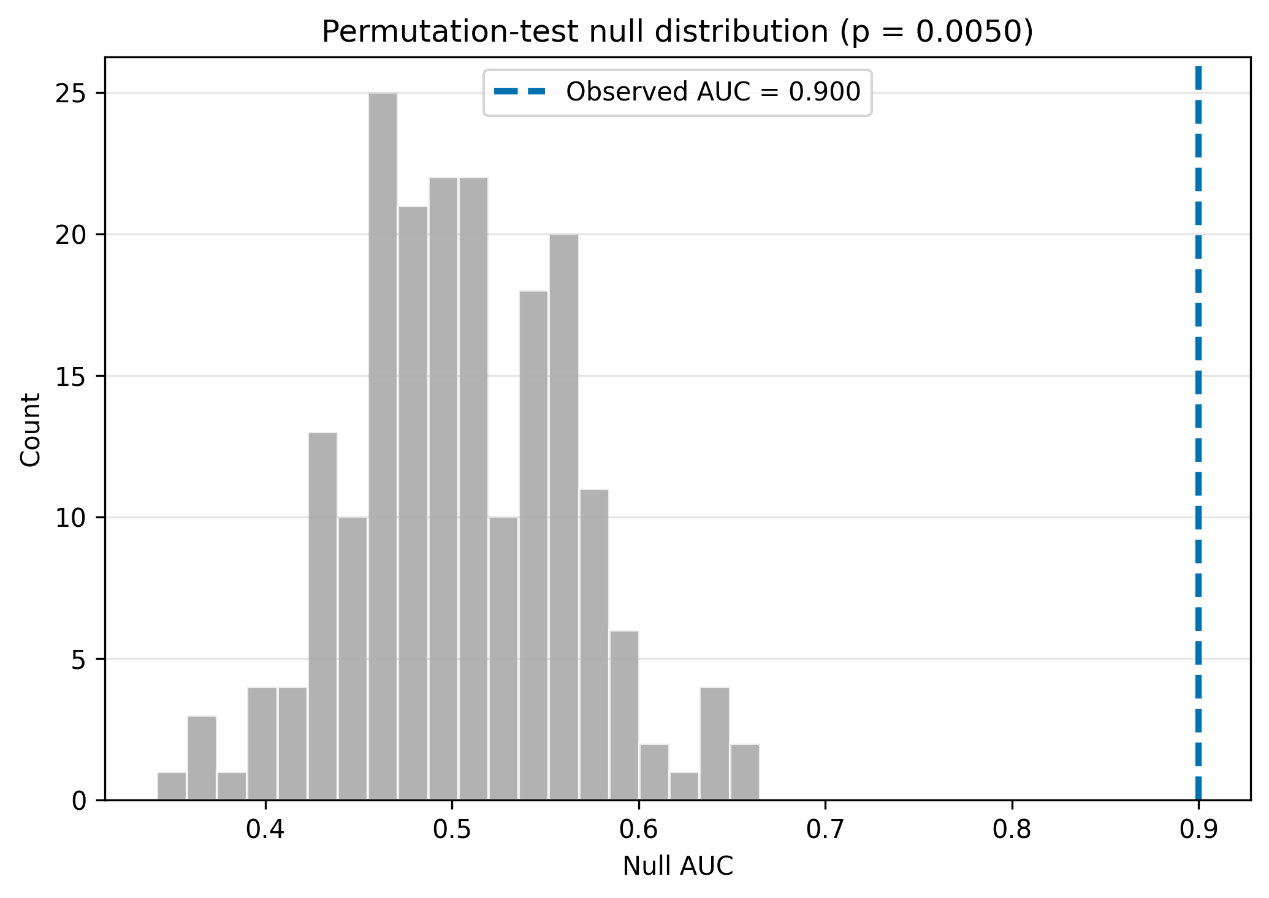 Permutation-test null distribution (p = 0.0050)
Observed AUC = 0.900
25
20
15
10
5
0
Count
0.4 0.5 0.6 0.7 0.8 0.9
Null AUC